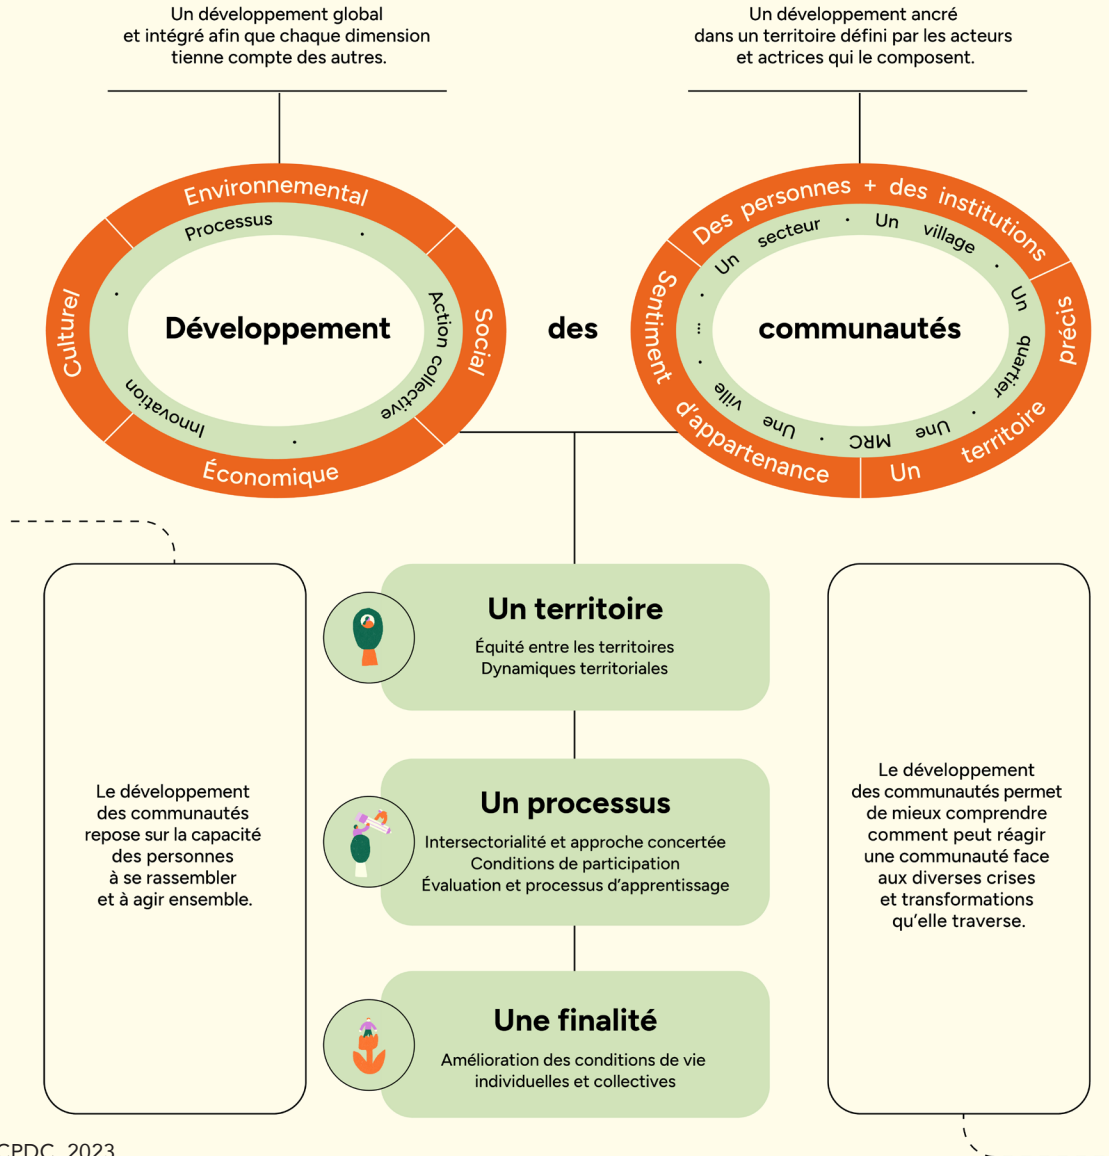 Un développement global
et intégré afin que chaque dimension
tienne compte des autres.
Un développement ancré
dans un territoire défini par les acteurs
et actrices qui le composent.
Environnemental
Social
Économique
Culturel
Processus
·
Action collective
·
Innovation
·
Développement
des
Des personnes + des institutions
Un territoire précis
Sentiment d'appartenance
Un secteur · Un village · Un quartier · Une MRC · Une ville · ... ·
communautés
Le développement
des communautés
repose sur la capacité
des personnes
à se rassembler
et à agir ensemble.
Un territoire
Équité entre les territoires
Dynamiques territoriales
Un processus
Intersectorialité et approche concertée
Conditions de participation
Évaluation et processus d'apprentissage
Une finalité
Amélioration des conditions de vie
individuelles et collectives
Le développement
des communautés permet
de mieux comprendre
comment peut réagir
une communauté face
aux diverses crises
et transformations
qu'elle traverse.
CPDC, 2023